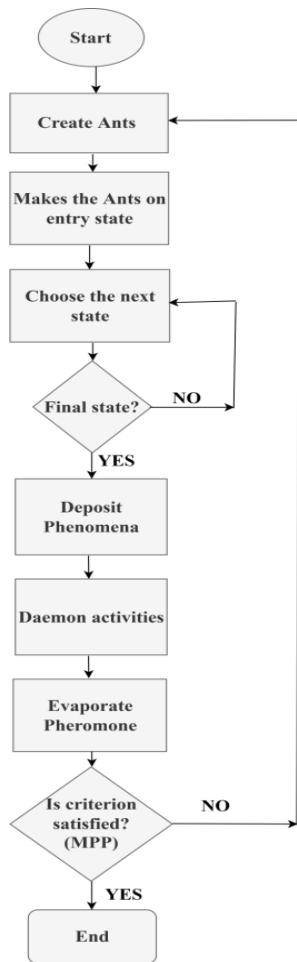 Start
Create Ants
Makes the Ants on
entry state
Choose the next
state
Final state?
NO
YES
Deposit
Phenomena
Daemon activities
Evaporate
Pheromone
Is criterion
satisfied?
(MPP)
NO
YES
End